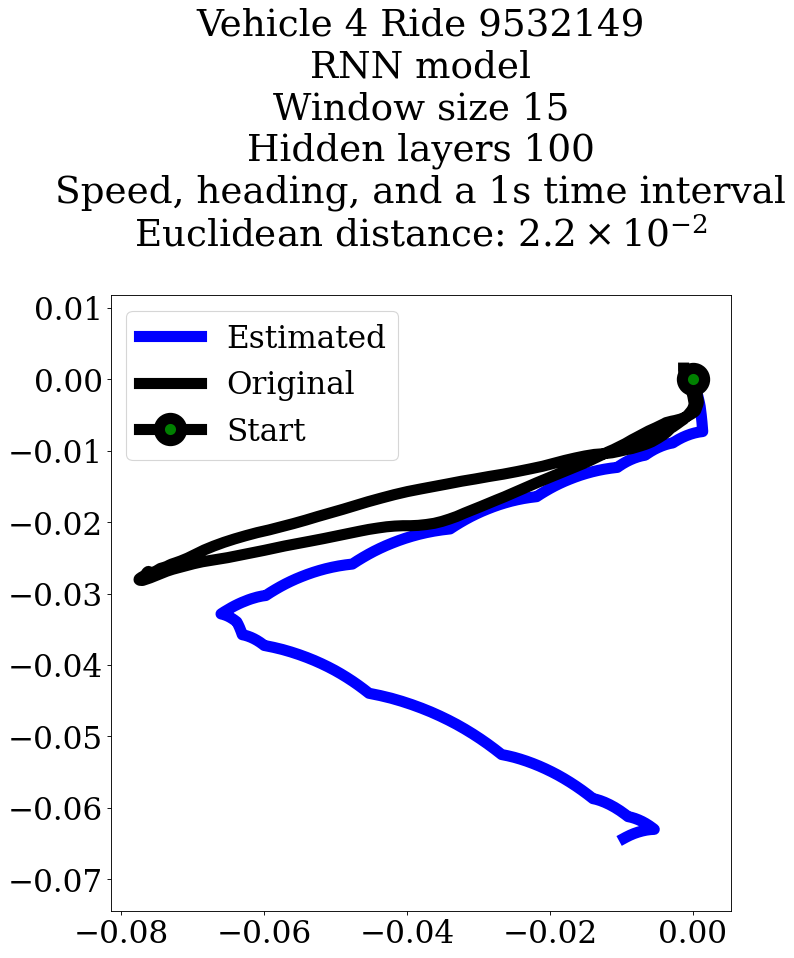 Vehicle 4 Ride 9532149
RNN model
Window size 15
Hidden layers 100
Speed, heading, and a 1s time interval
Euclidean distance: 2.2 × 10⁻²
Estimated
Original
Start
0.01
0.00
−0.01
−0.02
−0.03
−0.04
−0.05
−0.06
−0.07
−0.08 −0.06 −0.04 −0.02 0.00